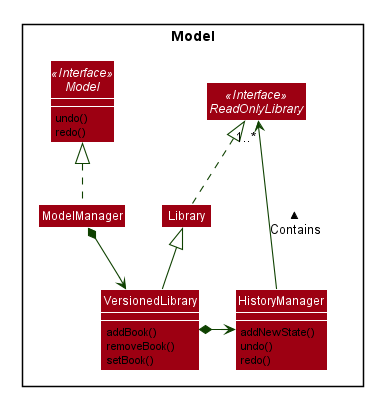 Model
«Interface»
Model
undo()
redo()
«Interface»
ReadOnlyLibrary
1..*
ModelManager
Library
▲
Contains
VersionedLibrary
addBook()
removeBook()
setBook()
HistoryManager
addNewState()
undo()
redo()